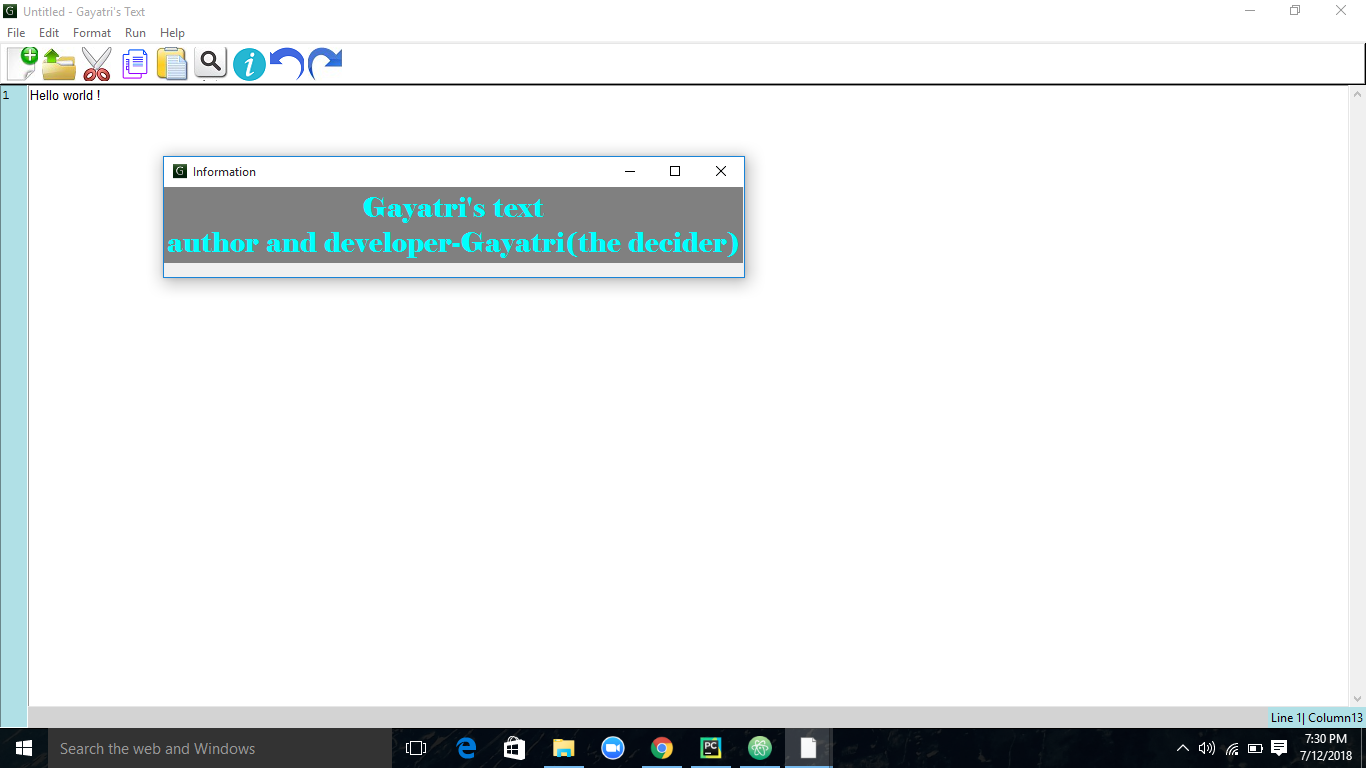 Untitled - Gayatri's Text
File Edit Format Run Help
1 Hello world !
Information
Gayatri's text
author and developer-Gayatri(the decider)
Line 1| Column13
Search the web and Windows
7:30 PM
7/12/2018